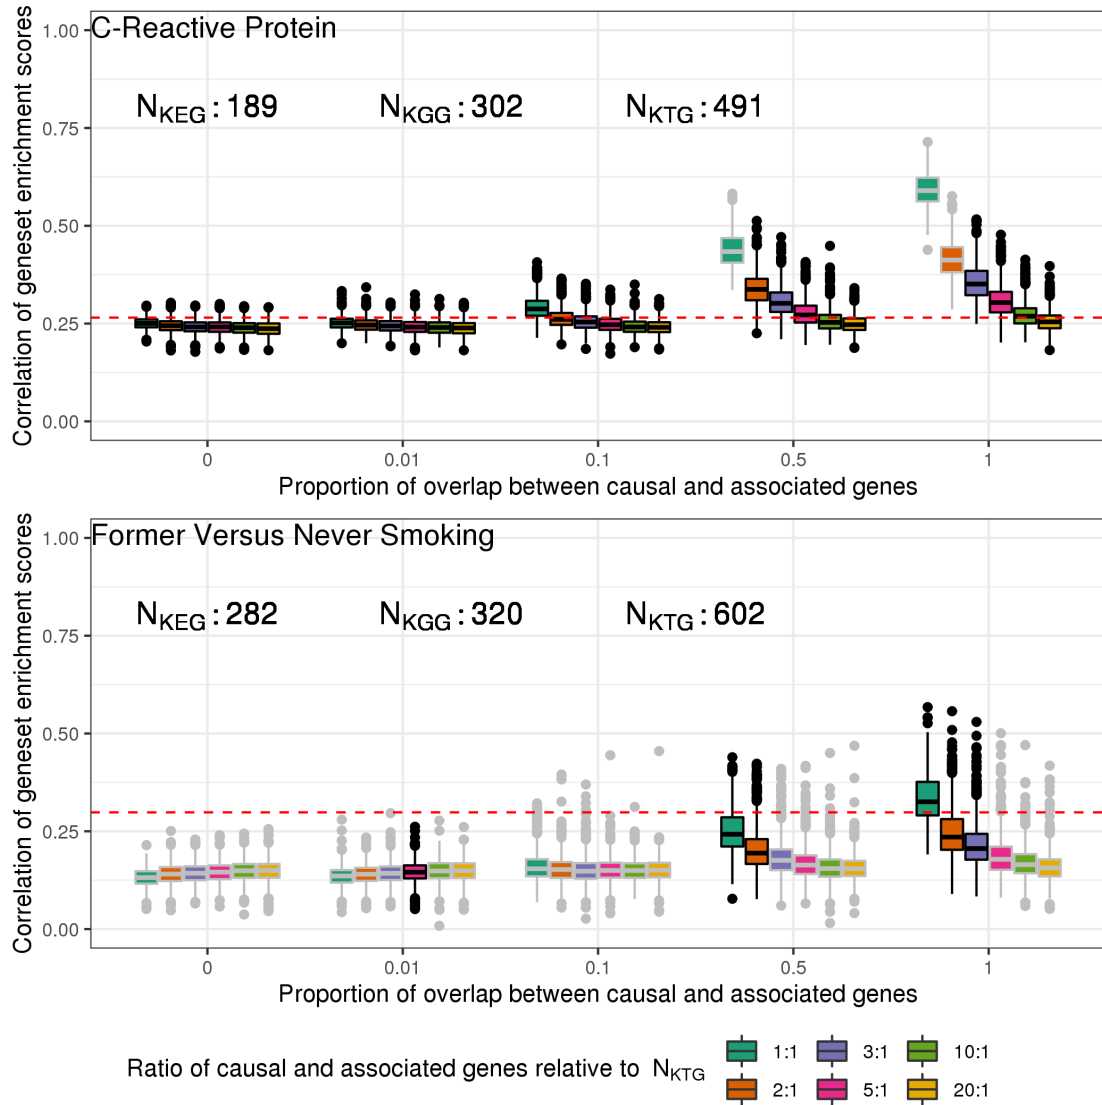 C-Reactive Protein
N_KEG : 189 N_KGG : 302 N_KTG : 491
Correlation of geneset enrichment scores
1.00
0.75
0.50
0.25
0.00
0 0.01 0.1 0.5 1
Proportion of overlap between causal and associated genes
Former Versus Never Smoking
N_KEG : 282 N_KGG : 320 N_KTG : 602
Correlation of geneset enrichment scores
1.00
0.75
0.50
0.25
0.00
0 0.01 0.1 0.5 1
Proportion of overlap between causal and associated genes
Ratio of causal and associated genes relative to N_KTG
1:1 3:1 10:1
2:1 5:1 20:1